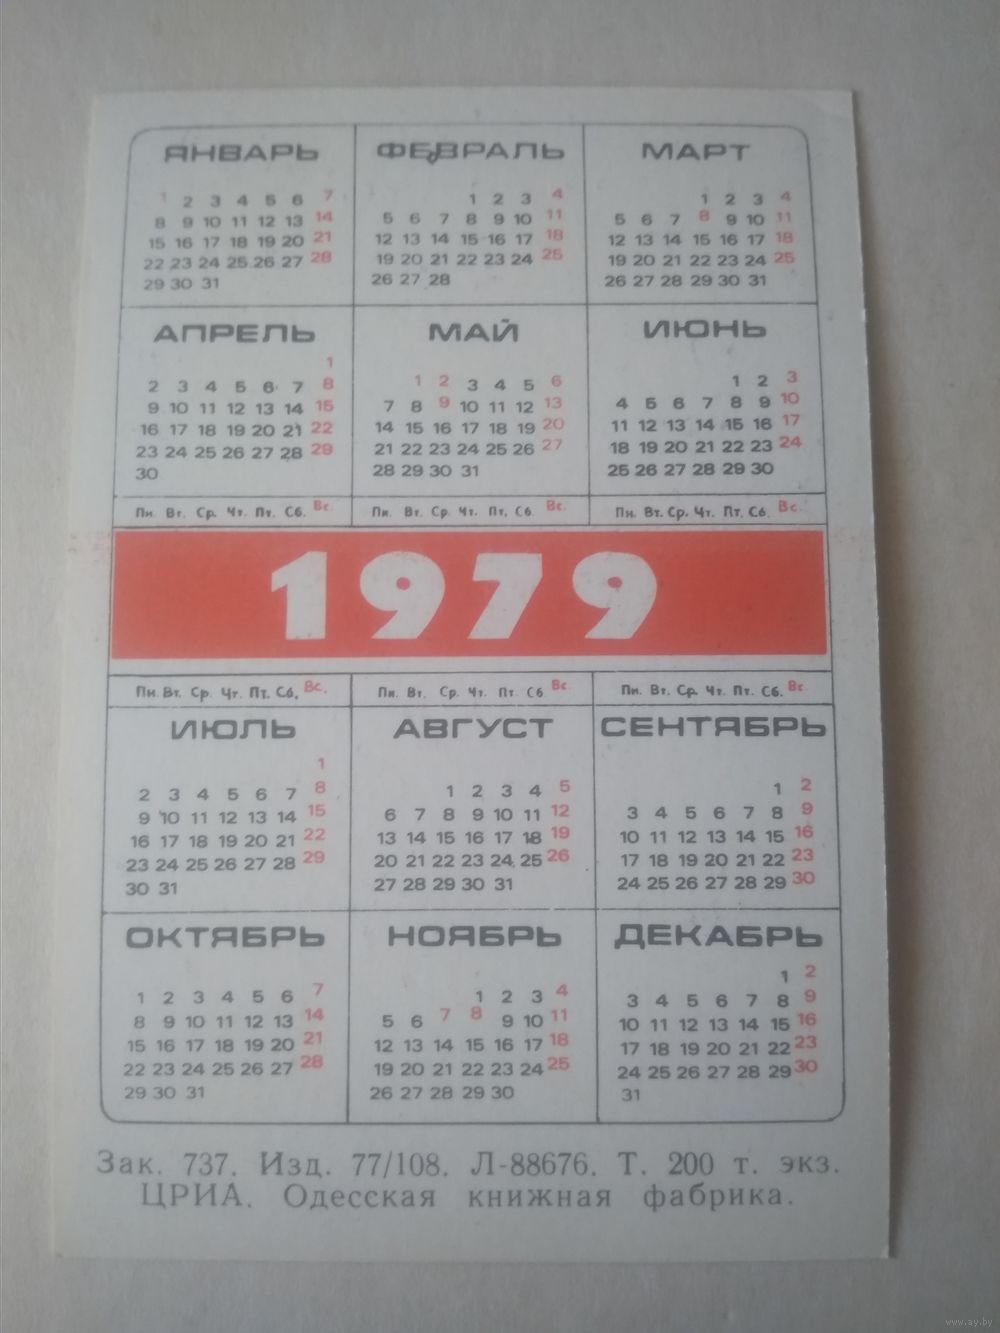 ЯНВАРЬ ФЕВРАЛЬ МАРТ
1 2 3 4 5 6 7 1 2 3 4 1 2 3 4
8 9 10 11 12 13 14 5 6 7 8 9 10 11 5 6 7 8 9 10 11
15 16 17 18 19 20 21 12 13 14 15 16 17 18 12 13 14 15 16 17 18
22 23 24 25 26 27 28 19 20 21 22 23 24 25 19 20 21 22 23 24 25
29 30 31 26 27 28 26 27 28 29 30 31
АПРЕЛЬ МАЙ ИЮНЬ
1
2 3 4 5 6 7 8 1 2 3 4 5 6 1 2 3
9 10 11 12 13 14 15 7 8 9 10 11 12 13 4 5 6 7 8 9 10
16 17 18 19 20 21 22 14 15 16 17 18 19 20 11 12 13 14 15 16 17
23 24 25 26 27 28 29 21 22 23 24 25 26 27 18 19 20 21 22 23 24
30 28 29 30 31 25 26 27 28 29 30
Пн. Вт. Ср. Чт. Пт. Сб. Вс. Пн. Вт. Ср. Чт. Пт. Сб. Вс. Пн. Вт. Ср. Чт. Пт. Сб. Вс.
1979
Пн. Вт. Ср. Чт. Пт. Сб. Вс. Пн. Вт. Ср. Чт. Пт. Сб. Вс. Пн. Вт. Ср. Чт. Пт. Сб. Вс.
ИЮЛЬ АВГУСТ СЕНТЯБРЬ
1
2 3 4 5 6 7 8 1 2 3 4 5 1 2
9 10 11 12 13 14 15 6 7 8 9 10 11 12 3 4 5 6 7 8 9
16 17 18 19 20 21 22 13 14 15 16 17 18 19 10 11 12 13 14 15 16
23 24 25 26 27 28 29 20 21 22 23 24 25 26 17 18 19 20 21 22 23
30 31 27 28 29 30 31 24 25 26 27 28 29 30
ОКТЯБРЬ НОЯБРЬ ДЕКАБРЬ
1 2
1 2 3 4 5 6 7 1 2 3 4 3 4 5 6 7 8 9
8 9 10 11 12 13 14 5 6 7 8 9 10 11 10 11 12 13 14 15 16
15 16 17 18 19 20 21 12 13 14 15 16 17 18 17 18 19 20 21 22 23
22 23 24 25 26 27 28 19 20 21 22 23 24 25 24 25 26 27 28 29 30
29 30 31 26 27 28 29 30 31
Зак. 737. Изд. 77/108. Л-88676. Т. 200 т. экз.
ЦРИА. Одесская книжная фабрика.
www.ay.by